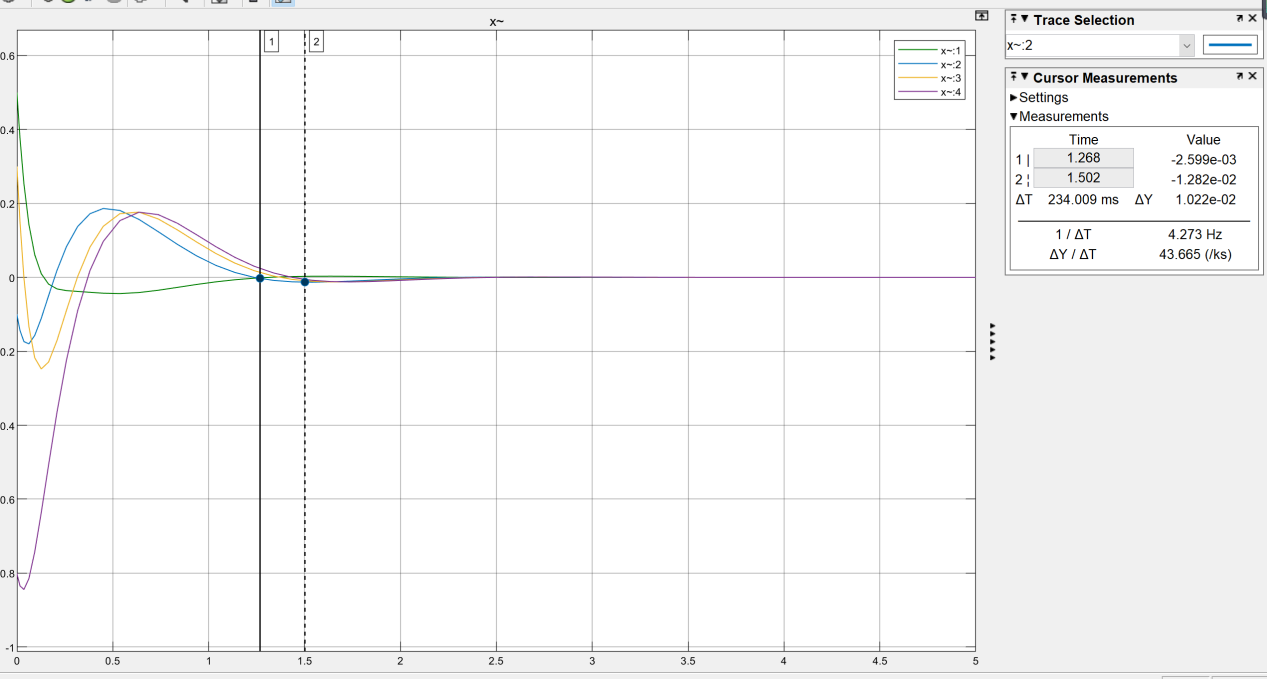 x~
1
2
x~:1
x~:2
x~:3
x~:4
0.6
0.4
0.2
0
0.2
0.4
0.6
0.8
-1
0 0.5 1 1.5 2 2.5 3 3.5 4 4.5 5
Trace Selection
x~:2
Cursor Measurements
Settings
Measurements
Time Value
1 | 1.268 -2.599e-03
2 ¦ 1.502 -1.282e-02
ΔT 234.009 ms ΔY 1.022e-02
1 / ΔT 4.273 Hz
ΔY / ΔT 43.665 (/ks)